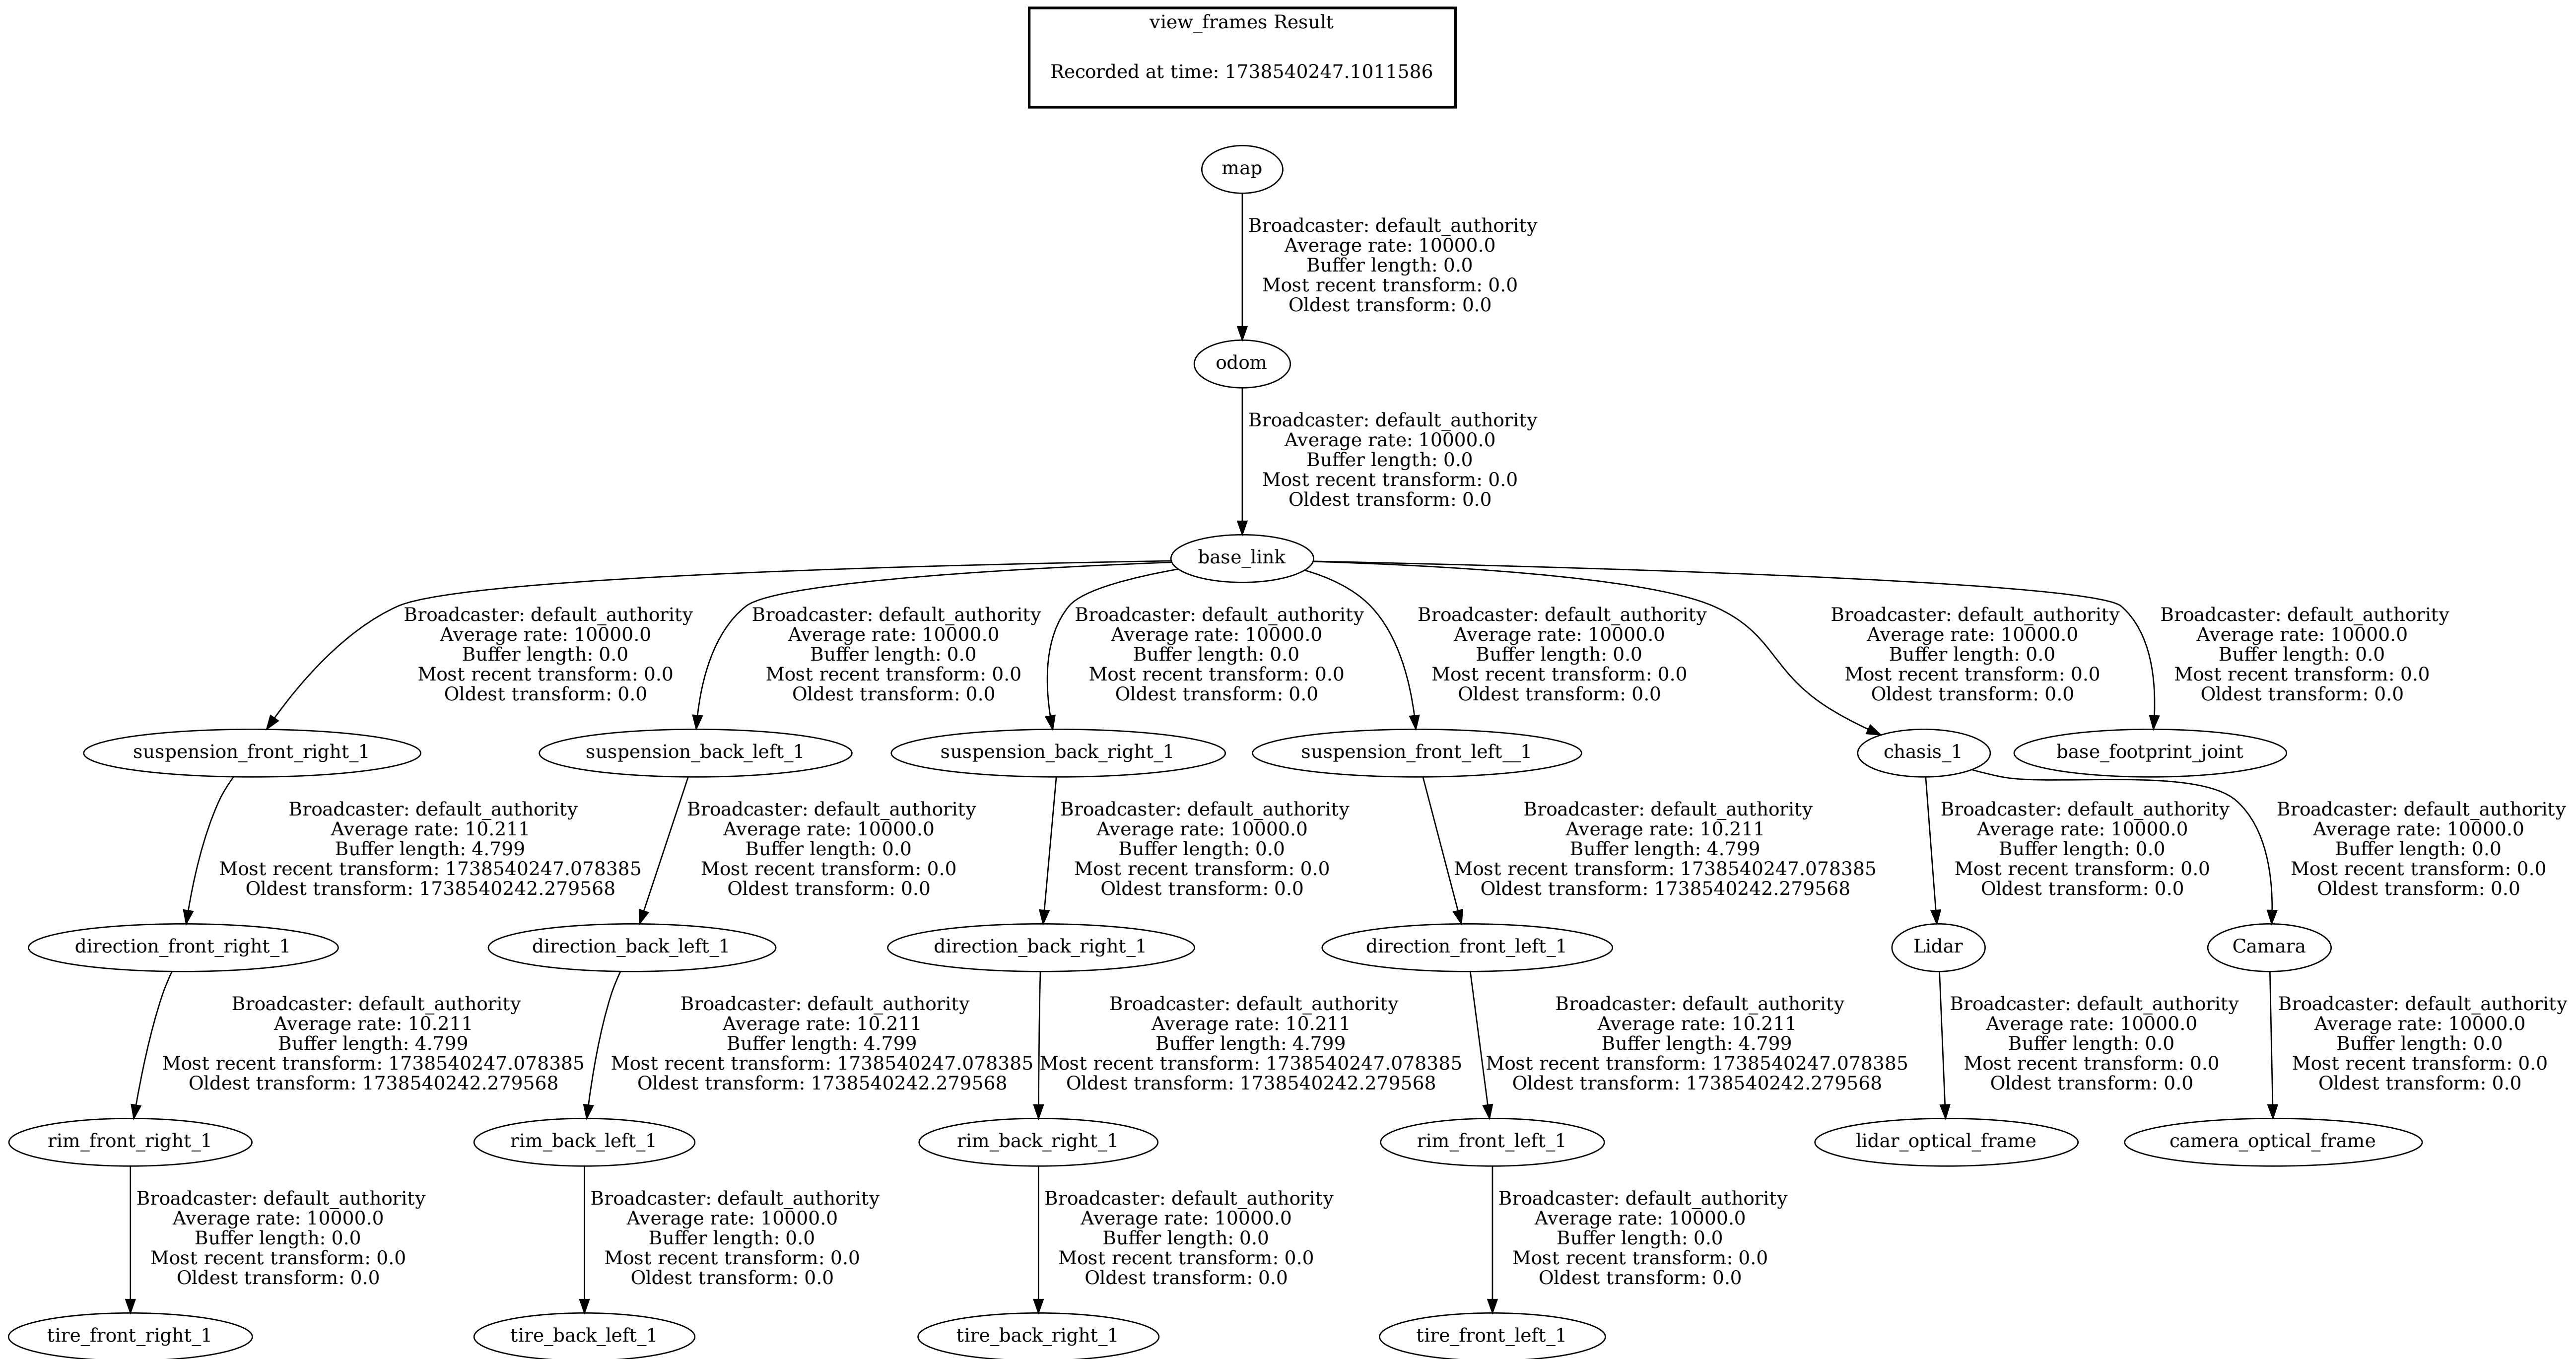 view_frames Result
Recorded at time: 1738540247.1011586
map
Broadcaster: default_authority
Average rate: 10000.0
Buffer length: 0.0
Most recent transform: 0.0
Oldest transform: 0.0
odom
Broadcaster: default_authority
Average rate: 10000.0
Buffer length: 0.0
Most recent transform: 0.0
Oldest transform: 0.0
base_link
Broadcaster: default_authority
Average rate: 10000.0
Buffer length: 0.0
Most recent transform: 0.0
Oldest transform: 0.0
Broadcaster: default_authority
Average rate: 10000.0
Buffer length: 0.0
Most recent transform: 0.0
Oldest transform: 0.0
Broadcaster: default_authority
Average rate: 10000.0
Buffer length: 0.0
Most recent transform: 0.0
Oldest transform: 0.0
Broadcaster: default_authority
Average rate: 10000.0
Buffer length: 0.0
Most recent transform: 0.0
Oldest transform: 0.0
Broadcaster: default_authority
Average rate: 10000.0
Buffer length: 0.0
Most recent transform: 0.0
Oldest transform: 0.0
Broadcaster: default_authority
Average rate: 10000.0
Buffer length: 0.0
Most recent transform: 0.0
Oldest transform: 0.0
suspension_front_right_1
suspension_back_left_1
suspension_back_right_1
suspension_front_left__1
chasis_1
base_footprint_joint
Broadcaster: default_authority
Average rate: 10.211
Buffer length: 4.799
Most recent transform: 1738540247.078385
Oldest transform: 1738540242.279568
Broadcaster: default_authority
Average rate: 10000.0
Buffer length: 0.0
Most recent transform: 0.0
Oldest transform: 0.0
Broadcaster: default_authority
Average rate: 10000.0
Buffer length: 0.0
Most recent transform: 0.0
Oldest transform: 0.0
Broadcaster: default_authority
Average rate: 10.211
Buffer length: 4.799
Most recent transform: 1738540247.078385
Oldest transform: 1738540242.279568
Broadcaster: default_authority
Average rate: 10000.0
Buffer length: 0.0
Most recent transform: 0.0
Oldest transform: 0.0
Broadcaster: default_authority
Average rate: 10000.0
Buffer length: 0.0
Most recent transform: 0.0
Oldest transform: 0.0
direction_front_right_1
direction_back_left_1
direction_back_right_1
direction_front_left_1
Lidar
Camara
Broadcaster: default_authority
Average rate: 10.211
Buffer length: 4.799
Most recent transform: 1738540247.078385
Oldest transform: 1738540242.279568
Broadcaster: default_authority
Average rate: 10.211
Buffer length: 4.799
Most recent transform: 1738540247.078385
Oldest transform: 1738540242.279568
Broadcaster: default_authority
Average rate: 10.211
Buffer length: 4.799
Most recent transform: 1738540247.078385
Oldest transform: 1738540242.279568
Broadcaster: default_authority
Average rate: 10.211
Buffer length: 4.799
Most recent transform: 1738540247.078385
Oldest transform: 1738540242.279568
Broadcaster: default_authority
Average rate: 10000.0
Buffer length: 0.0
Most recent transform: 0.0
Oldest transform: 0.0
Broadcaster: default_authority
Average rate: 10000.0
Buffer length: 0.0
Most recent transform: 0.0
Oldest transform: 0.0
rim_front_right_1
rim_back_left_1
rim_back_right_1
rim_front_left_1
lidar_optical_frame
camera_optical_frame
Broadcaster: default_authority
Average rate: 10000.0
Buffer length: 0.0
Most recent transform: 0.0
Oldest transform: 0.0
Broadcaster: default_authority
Average rate: 10000.0
Buffer length: 0.0
Most recent transform: 0.0
Oldest transform: 0.0
Broadcaster: default_authority
Average rate: 10000.0
Buffer length: 0.0
Most recent transform: 0.0
Oldest transform: 0.0
Broadcaster: default_authority
Average rate: 10000.0
Buffer length: 0.0
Most recent transform: 0.0
Oldest transform: 0.0
tire_front_right_1
tire_back_left_1
tire_back_right_1
tire_front_left_1